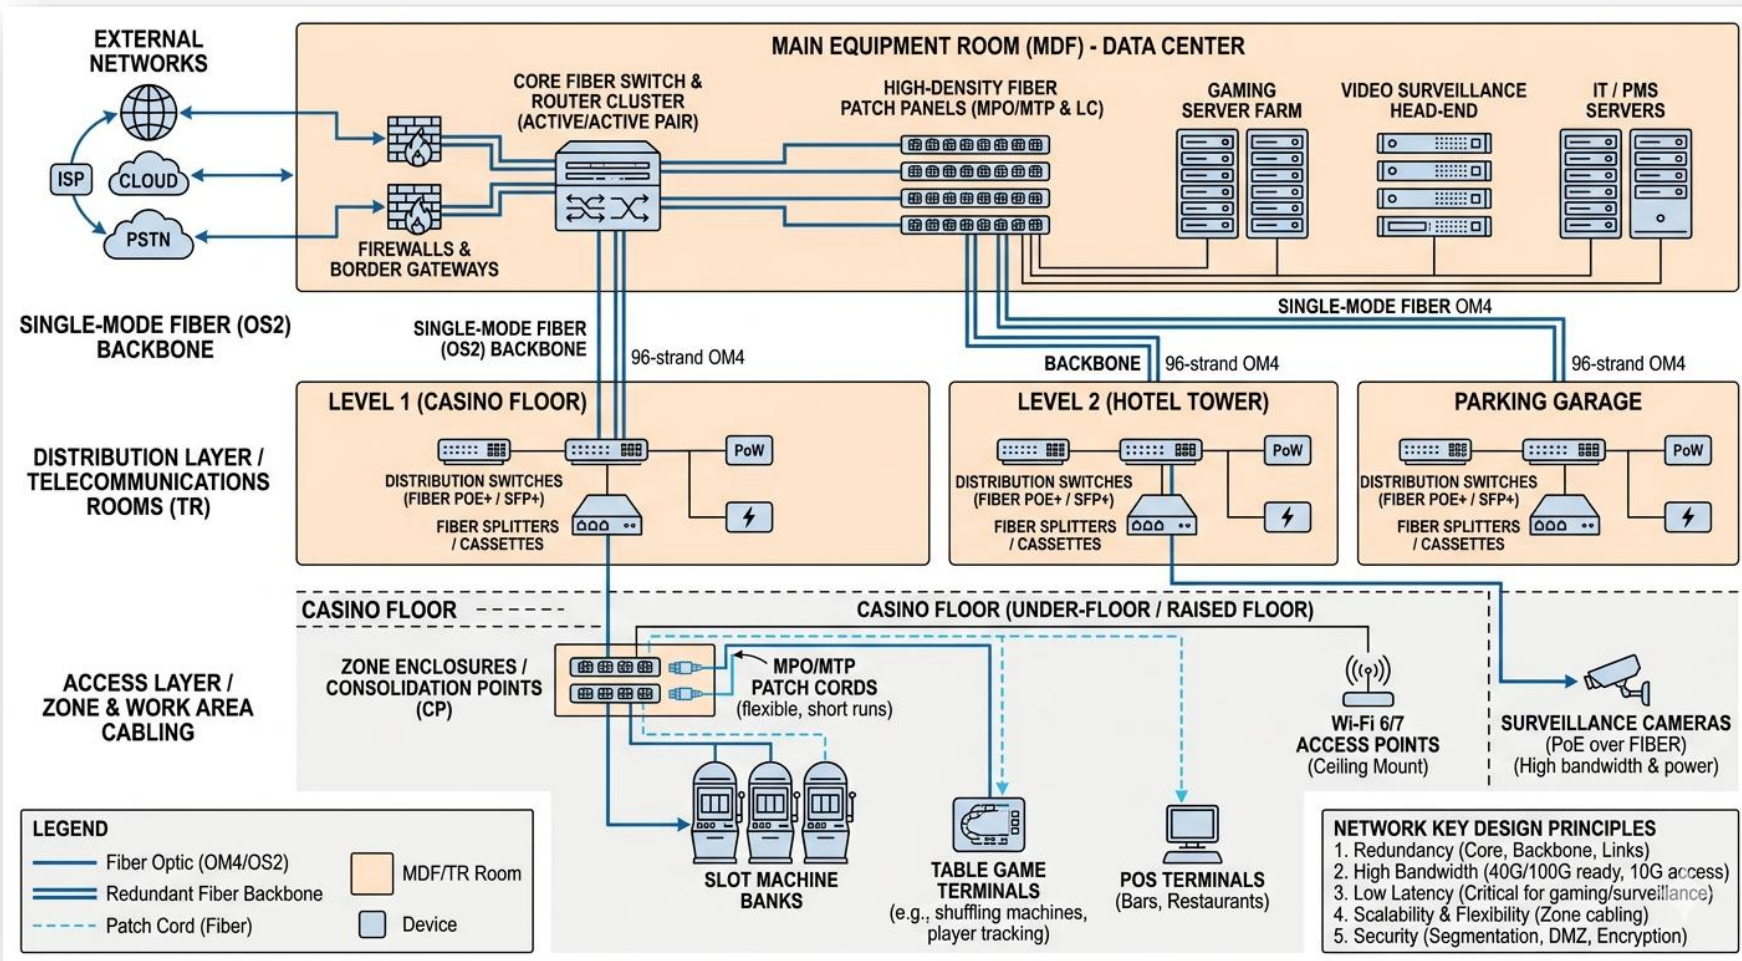 EXTERNAL
NETWORKS
ISP
CLOUD
PSTN
MAIN EQUIPMENT ROOM (MDF) - DATA CENTER
FIREWALLS &
BORDER GATEWAYS
CORE FIBER SWITCH &
ROUTER CLUSTER
(ACTIVE/ACTIVE PAIR)
HIGH-DENSITY FIBER
PATCH PANELS (MPO/MTP & LC)
GAMING
SERVER FARM
VIDEO SURVEILLANCE
HEAD-END
IT / PMS
SERVERS
SINGLE-MODE FIBER (OS2)
BACKBONE
SINGLE-MODE FIBER
(OS2) BACKBONE
96-strand OM4
BACKBONE
96-strand OM4
SINGLE-MODE FIBER OM4
96-strand OM4
DISTRIBUTION LAYER /
TELECOMMUNICATIONS
ROOMS (TR)
LEVEL 1 (CASINO FLOOR)
DISTRIBUTION SWITCHES
(FIBER POE+ / SFP+)
FIBER SPLITTERS
/ CASSETTES
PoW
LEVEL 2 (HOTEL TOWER)
DISTRIBUTION SWITCHES
(FIBER POE+ / SFP+)
FIBER SPLITTERS
/ CASSETTES
PoW
PARKING GARAGE
DISTRIBUTION SWITCHES
(FIBER POE+ / SFP+)
FIBER SPLITTERS
/ CASSETTES
PoW
CASINO FLOOR
CASINO FLOOR (UNDER-FLOOR / RAISED FLOOR)
ACCESS LAYER /
ZONE & WORK AREA
CABLING
ZONE ENCLOSURES /
CONSOLIDATION POINTS
(CP)
MPO/MTP
PATCH CORDS
(flexible, short runs)
Wi-Fi 6/7
ACCESS POINTS
(Ceiling Mount)
SURVEILLANCE CAMERAS
(PoE over FIBER)
(High bandwidth & power)
SLOT MACHINE
BANKS
TABLE GAME
TERMINALS
(e.g., shuffling machines,
player tracking)
POS TERMINALS
(Bars, Restaurants)
LEGEND
Fiber Optic (OM4/OS2)
Redundant Fiber Backbone
Patch Cord (Fiber)
MDF/TR Room
Device
NETWORK KEY DESIGN PRINCIPLES
1. Redundancy (Core, Backbone, Links)
2. High Bandwidth (40G/100G ready, 10G access)
3. Low Latency (Critical for gaming/surveillance)
4. Scalability & Flexibility (Zone cabling)
5. Security (Segmentation, DMZ, Encryption)